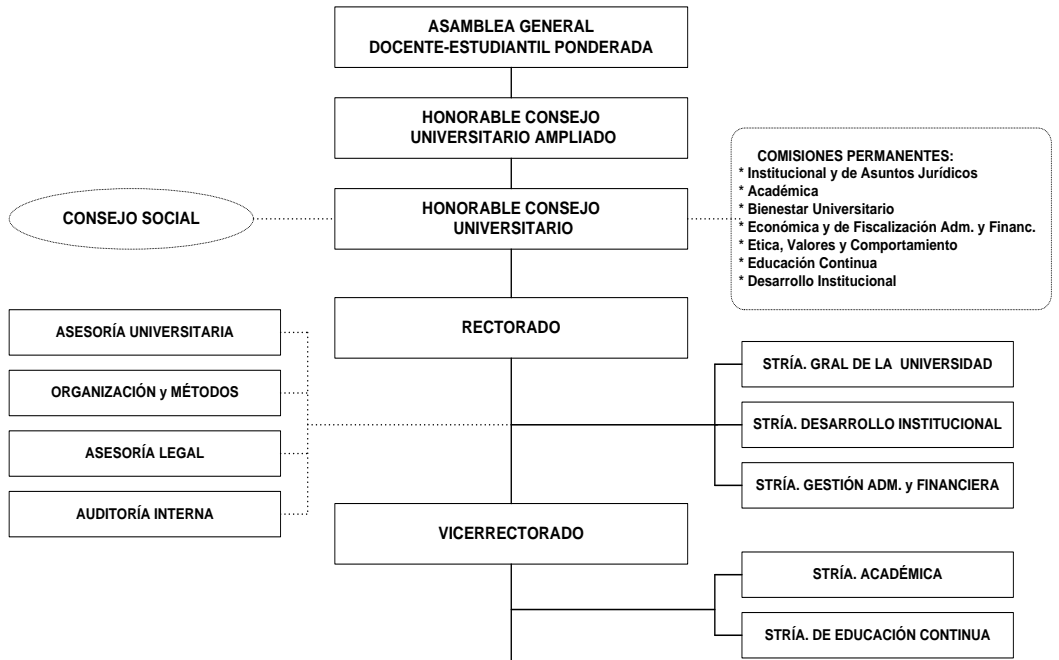 ASAMBLEA GENERAL
DOCENTE-ESTUDIANTIL PONDERADA
HONORABLE CONSEJO
UNIVERSITARIO AMPLIADO
COMISIONES PERMANENTES:
* Institucional y de Asuntos Jurídicos
* Académica
* Bienestar Universitario
* Económica y de Fiscalización Adm. y Financ.
* Etica, Valores y Comportamiento
* Educación Continua
* Desarrollo Institucional
CONSEJO SOCIAL
HONORABLE CONSEJO
UNIVERSITARIO
RECTORADO
ASESORÍA UNIVERSITARIA
ORGANIZACIÓN y MÉTODOS
ASESORÍA LEGAL
AUDITORÍA INTERNA
STRÍA. GRAL DE LA  UNIVERSIDAD
STRÍA. DESARROLLO INSTITUCIONAL
STRÍA. GESTIÓN ADM. y FINANCIERA
VICERRECTORADO
STRÍA. ACADÉMICA
STRÍA. DE EDUCACIÓN CONTINUA